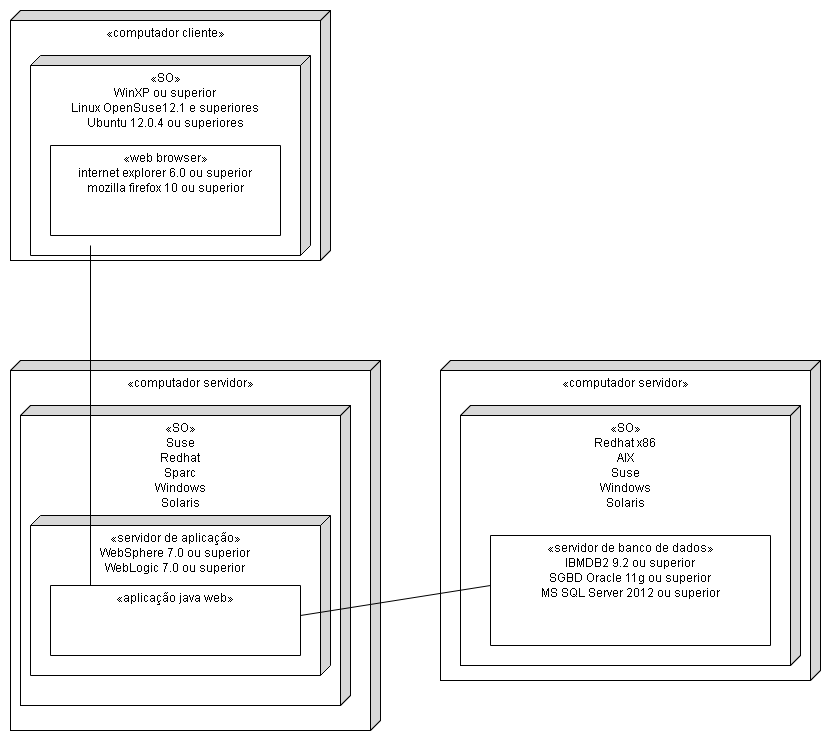 «computador cliente»
«SO»
WinXP ou superior
Linux OpenSuse12.1 e superiores
Ubuntu 12.0.4 ou superiores
«web browser»
internet explorer 6.0 ou superior
mozilla firefox 10 ou superior
«computador servidor»
«SO»
Suse
Redhat
Sparc
Windows
Solaris
«servidor de aplicação»
WebSphere 7.0 ou superior
WebLogic 7.0 ou superior
«aplicação java web»
«computador servidor»
«SO»
Redhat x86
AIX
Suse
Windows
Solaris
«servidor de banco de dados»
IBMDB2 9.2 ou superior
SGBD Oracle 11g ou superior
MS SQL Server 2012 ou superior